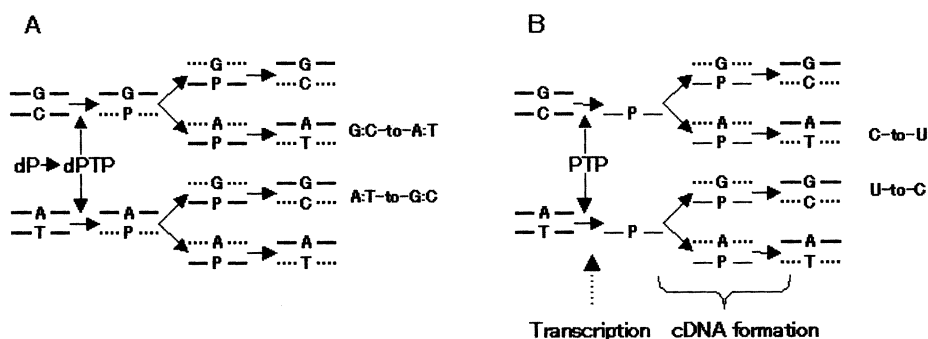 A
G G
P C
G G
C P
A A
P T
G:C-to-A:T
dP dPTP
G G
P C
A:T-to-G:C
A A
T P
A A
P T
B
G G
P C
G
C P
A A
P T
C-to-U
PTP
G G
P C
U-to-C
A
T P
A A
P T
Transcription cDNA formation